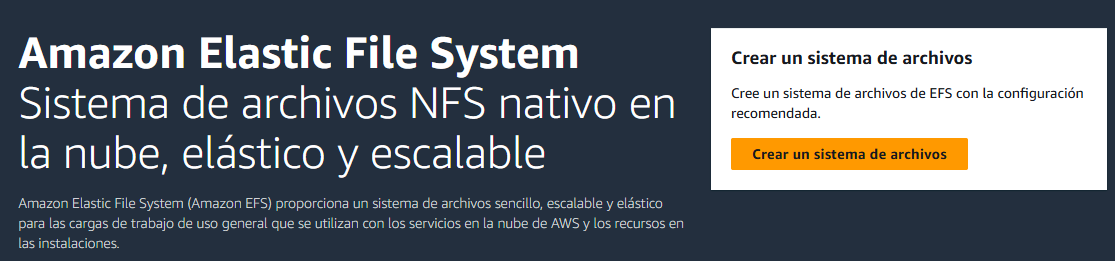 Amazon Elastic File System
Sistema de archivos NFS nativo en
la nube, elástico y escalable
Amazon Elastic File System (Amazon EFS) proporciona un sistema de archivos sencillo, escalable y elástico
para las cargas de trabajo de uso general que se utilizan con los servicios en la nube de AWS y los recursos en
las instalaciones.
Crear un sistema de archivos
Cree un sistema de archivos de EFS con la configuración
recomendada.
Crear un sistema de archivos